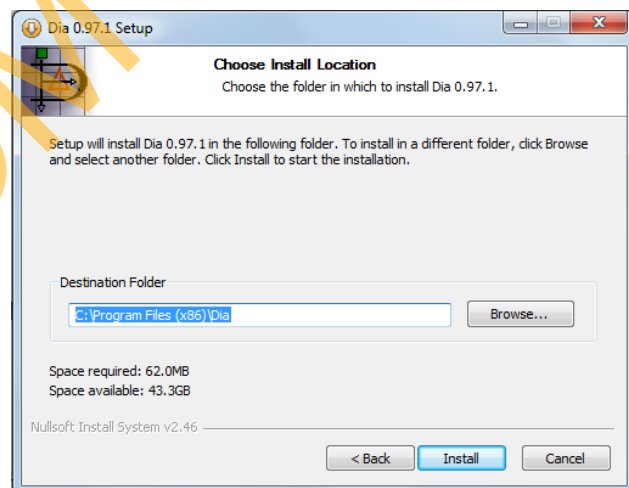 Dia 0.97.1 Setup
Choose Install Location
Choose the folder in which to install Dia 0.97.1.
Setup will install Dia 0.97.1 in the following folder. To install in a different folder, click Browse
and select another folder. Click Install to start the installation.
Destination Folder
C:\Program Files (x86)\Dia
Browse...
Space required: 62.0MB
Space available: 43.3GB
Nullsoft Install System v2.46
< Back
Install
Cancel